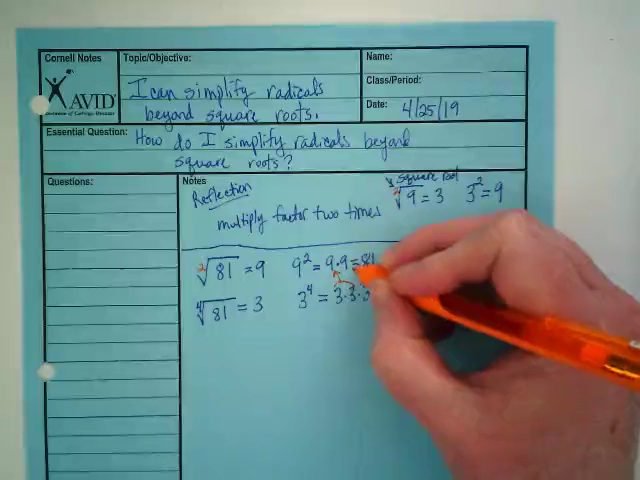 Cornell Notes
AVID
Topic/Objective:
I can simplify radicals
beyond square roots.
Name:
Class/Period:
Date: 4/25/19
Essential Question: How do I simplify radicals beyond
square roots?
Questions:
Notes
Reflection
square root
²√9 = 3 3² = 9
multiply factor two times
²√81 = 9 9² = 9·9 = 81
⁴√81 = 3 3⁴ = 3·3·3